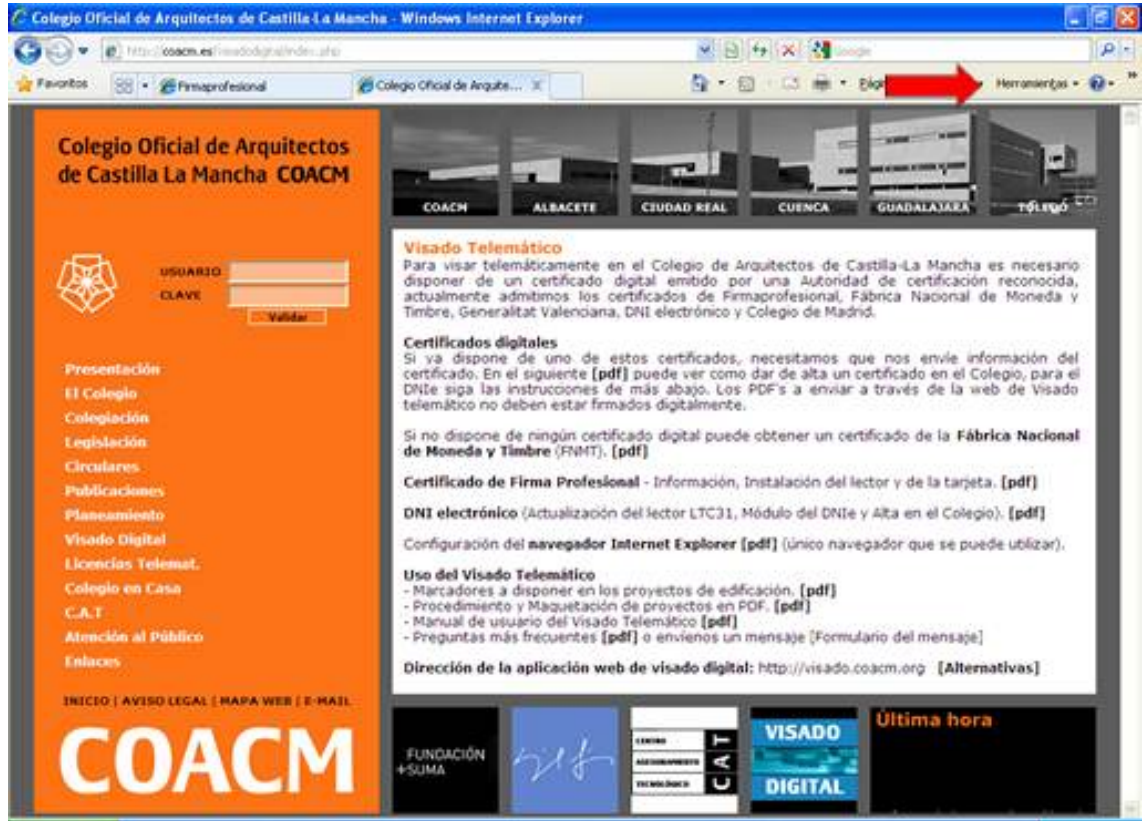 Colegio Oficial de Arquitectos de Castilla-La Mancha - Windows Internet Explorer
http://coacm.es/visadodigital/index.php
Google
Favoritos
Firmaprofesional
Colegio Oficial de Arquite...
Herramientas
Colegio Oficial de Arquitectos
de Castilla La Mancha COACM
COACM
ALBACETE
CIUDAD REAL
CUENCA
GUADALAJARA
TOLEDO
USUARIO
CLAVE
Validar
Presentación
El Colegio
Colegiación
Legislación
Circulares
Publicaciones
Planeamiento
Visado Digital
Licencias Telemat.
Colegio en Casa
C.A.T
Atención al Público
Enlaces
INICIO | AVISO LEGAL | MAPA WEB | E-MAIL
COACM
Visado Telemático
Para visar telemáticamente en el Colegio de Arquitectos de Castilla-La Mancha es necesario
disponer de un certificado digital emitido por una Autoridad de certificación reconocida,
actualmente admitimos los certificados de Firmaprofesional, Fábrica Nacional de Moneda y
Timbre, Generalitat Valenciana, DNI electrónico y Colegio de Madrid.
Certificados digitales
Si ya dispone de uno de estos certificados, necesitamos que nos envíe información del
certificado. En el siguiente [pdf] puede ver como dar de alta un certificado en el Colegio, para el
DNIe siga las instrucciones de más abajo. Los PDF's a enviar a través de la web de Visado
telemático no deben estar firmados digitalmente.
Si no dispone de ningún certificado digital puede obtener un certificado de la Fábrica Nacional
de Moneda y Timbre (FNMT). [pdf]
Certificado de Firma Profesional - Información, Instalación del lector y de la tarjeta. [pdf]
DNI electrónico (Actualización del lector LTC31, Módulo del DNIe y Alta en el Colegio). [pdf]
Configuración del navegador Internet Explorer [pdf] (único navegador que se puede utilizar).
Uso del Visado Telemático
- Marcadores a disponer en los proyectos de edificación. [pdf]
- Procedimiento y Maquetación de proyectos en PDF. [pdf]
- Manual de usuario del Visado Telemático [pdf]
- Preguntas más frecuentes [pdf] o envíenos un mensaje [Formulario del mensaje]
Dirección de la aplicación web de visado digital: http://visado.coacm.org [Alternativas]
FUNDACIÓN
+SUMA
CENTRO
ASESORAMIENTO
TECNOLÓGICO
CAT
VISADO
DIGITAL
Última hora